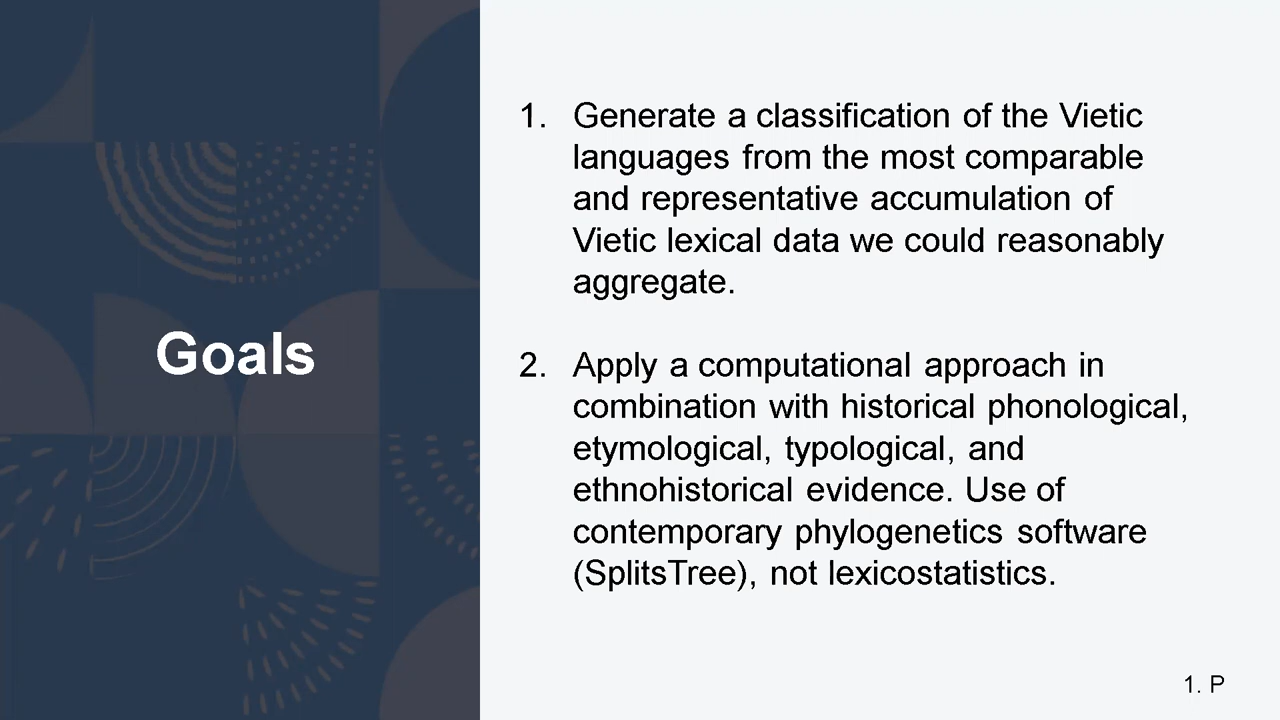 Goals
1. Generate a classification of the Vietic
languages from the most comparable
and representative accumulation of
Vietic lexical data we could reasonably
aggregate.
2. Apply a computational approach in
combination with historical phonological,
etymological, typological, and
ethnohistorical evidence. Use of
contemporary phylogenetics software
(SplitsTree), not lexicostatistics.
1. P